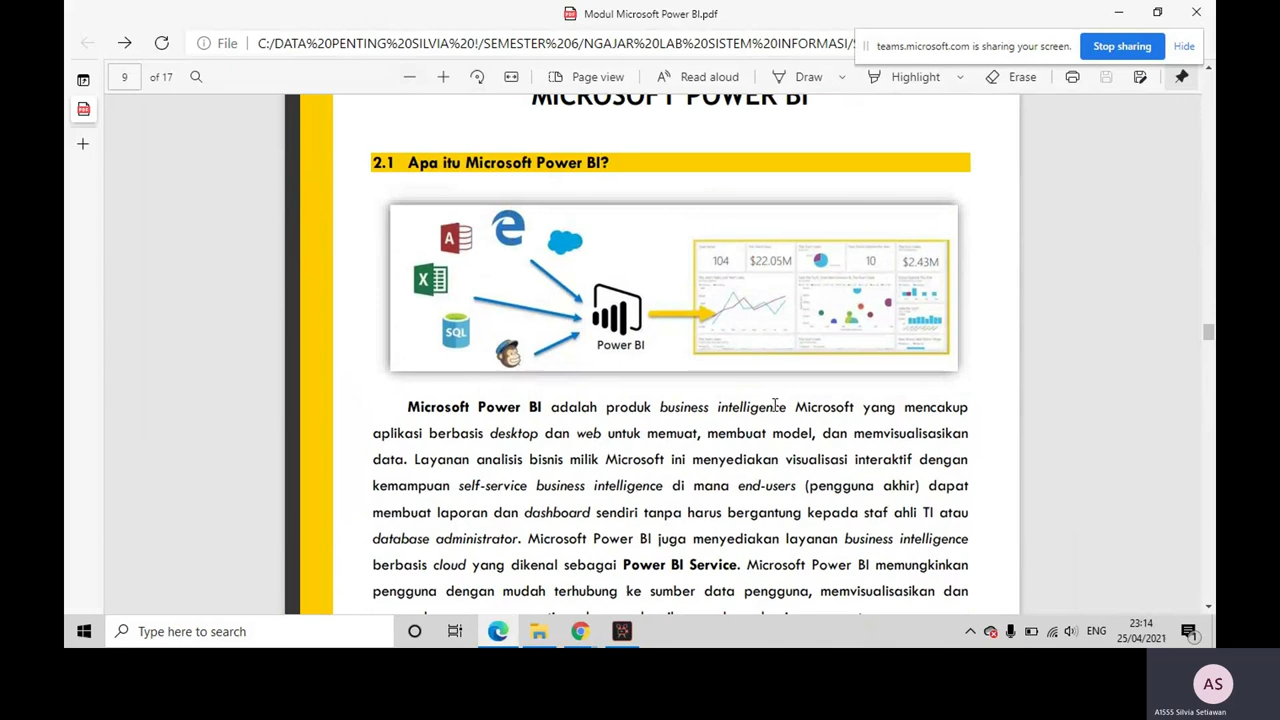 Modul Microsoft Power BI.pdf
File
C:/DATA%20PENTING%20SILVIA%20!/SEMESTER%206/NGAJAR%20LAB%20SISTEM%20INFORMASI/S
teams.microsoft.com is sharing your screen.
Stop sharing
Hide
9 of 17
Page view
Read aloud
Draw
Highlight
Erase
MICROSOFT POWER BI
2.1 Apa itu Microsoft Power BI?
A
X
SQL
Power BI
104
$22.05M
10
$2.43M
Microsoft Power BI adalah produk business intelligence Microsoft yang mencakup
aplikasi berbasis desktop dan web untuk memuat, membuat model, dan memvisualisasikan
data. Layanan analisis bisnis milik Microsoft ini menyediakan visualisasi interaktif dengan
kemampuan self-service business intelligence di mana end-users (pengguna akhir) dapat
membuat laporan dan dashboard sendiri tanpa harus bergantung kepada staf ahli TI atau
database administrator. Microsoft Power BI juga menyediakan layanan business intelligence
berbasis cloud yang dikenal sebagai Power BI Service. Microsoft Power BI memungkinkan
pengguna dengan mudah terhubung ke sumber data pengguna, memvisualisasikan dan
Type here to search
ENG
23:14
25/04/2021
1
AS
A1555 Silvia Setiawan